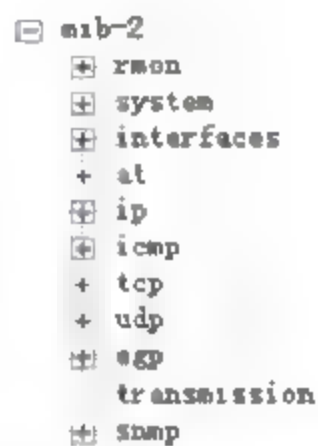 mib-2
rmon
system
interfaces
at
ip
icmp
tcp
udp
egp
transmission
snmp